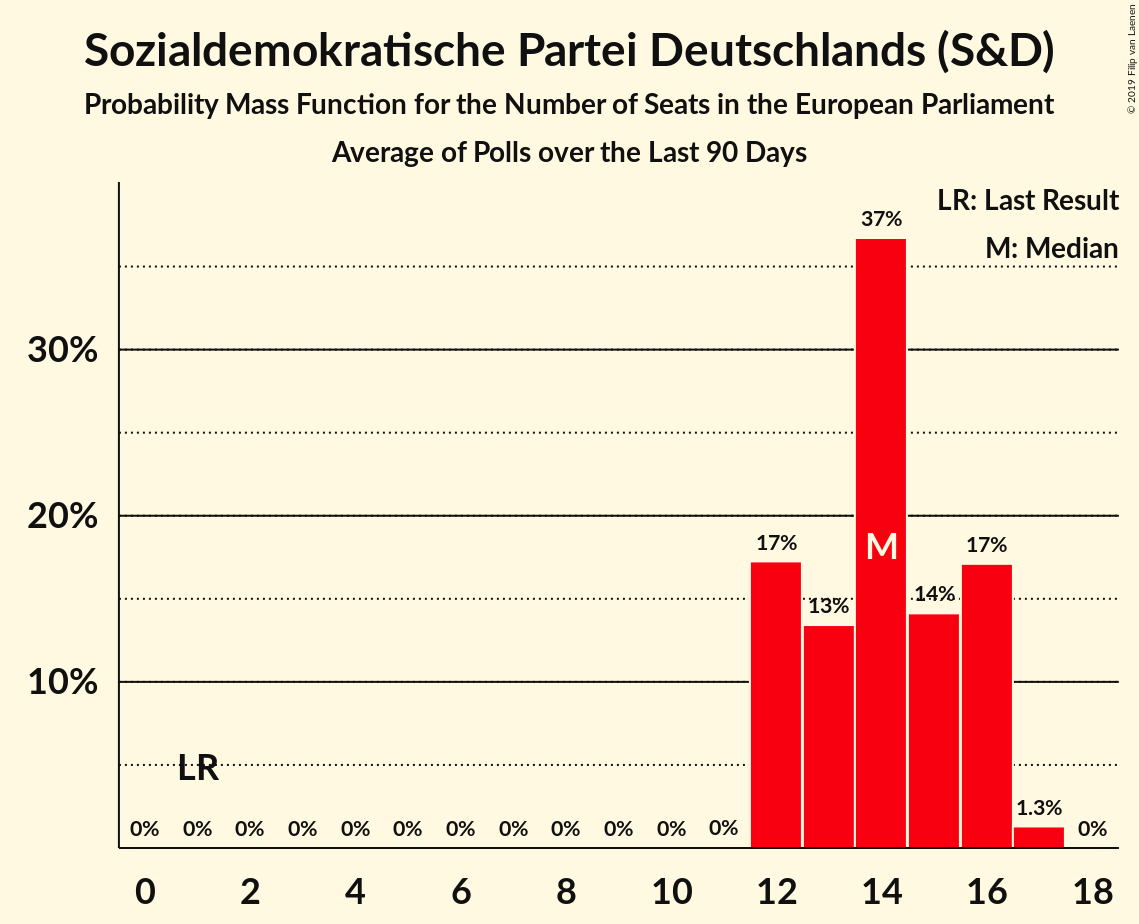 Sozialdemokratische Partei Deutschlands (S&D)
Probability Mass Function for the Number of Seats in the European Parliament
Average of Polls over the Last 90 Days
© 2019 Filip van Laenen
LR: Last Result
M: Median
37%
30%
20%
17%
M
17%
13%
14%
10%
LR
0% 0% 0% 0% 0% 0% 0% 0% 0% 0% 0% 0% 1.3% 0%
0 2 4 6 8 10 12 14 16 18